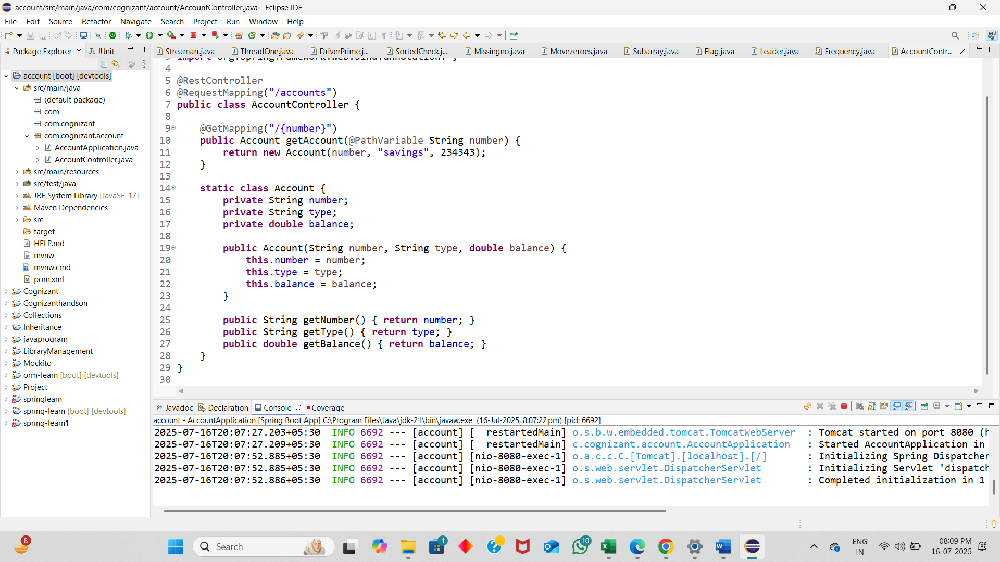 account/src/main/java/com/cognizant/account/AccountController.java - Eclipse IDE
File Edit Source Refactor Navigate Search Project Run Window Help
Package Explorer JUnit
Streamarr.java ThreadOne.java DriverPrime.j... SortedCheck.j... Missingno.java Movezeroes.java Subarray.java Flag.java Leader.java Frequency.java AccountContr...
account [boot] [devtools]
src/main/java
(default package)
com
com.cognizant
com.cognizant.account
AccountApplication.java
AccountController.java
src/main/resources
src/test/java
JRE System Library [JavaSE-17]
Maven Dependencies
src
target
HELP.md
mvnw
mvnw.cmd
pom.xml
Cognizant
Cognizanthandson
Collections
Inheritance
javaprogram
LibraryManagement
Mockito
orm-learn [boot] [devtools]
Project
springlearn
spring-learn [boot] [devtools]
spring-learn1
3 import org.springframework.web.bind.annotation.*;
4
5 @RestController
6 @RequestMapping("/accounts")
7 public class AccountController {
8
9 @GetMapping("/{number}")
10 public Account getAccount(@PathVariable String number) {
11 return new Account(number, "savings", 234343);
12 }
13
14 static class Account {
15 private String number;
16 private String type;
17 private double balance;
18
19 public Account(String number, String type, double balance) {
20 this.number = number;
21 this.type = type;
22 this.balance = balance;
23 }
24
25 public String getNumber() { return number; }
26 public String getType() { return type; }
27 public double getBalance() { return balance; }
28 }
29 }
30
@ Javadoc Declaration Console Coverage
account - AccountApplication [Spring Boot App] C:\Program Files\Java\jdk-21\bin\javaw.exe (16-Jul-2025, 8:07:22 pm) [pid: 6692]
2025-07-16T20:07:27.203+05:30 INFO 6692 --- [account] [ restartedMain] o.s.b.w.embedded.tomcat.TomcatWebServer : Tomcat started on port 8080 (h
2025-07-16T20:07:27.209+05:30 INFO 6692 --- [account] [ restartedMain] c.cognizant.account.AccountApplication : Started AccountApplication in
2025-07-16T20:07:52.885+05:30 INFO 6692 --- [account] [nio-8080-exec-1] o.a.c.c.C.[Tomcat].[localhost].[/] : Initializing Spring Dispatcher
2025-07-16T20:07:52.885+05:30 INFO 6692 --- [account] [nio-8080-exec-1] o.s.web.servlet.DispatcherServlet : Initializing Servlet 'dispatch
2025-07-16T20:07:52.886+05:30 INFO 6692 --- [account] [nio-8080-exec-1] o.s.web.servlet.DispatcherServlet : Completed initialization in 1
8
Search
1
10
ENG
IN
08:09 PM
16-07-2025